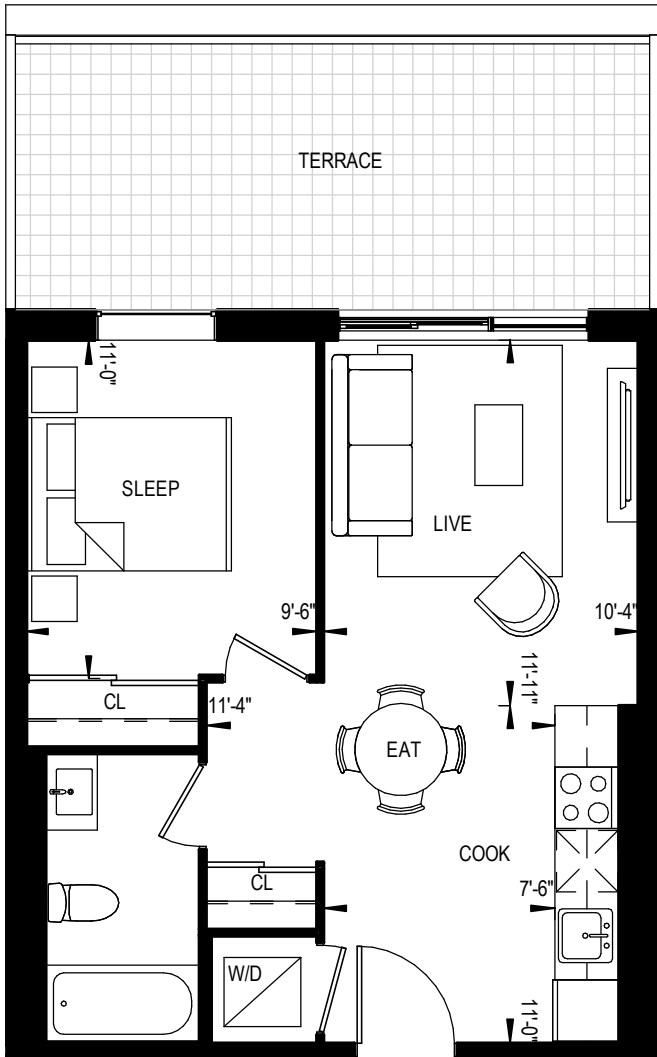 TERRACE
11'-0"
SLEEP
LIVE
9'-6"
10'-4"
11'-11"
CL
11'-4"
EAT
COOK
CL
7'-6"
W/D
11'-0"